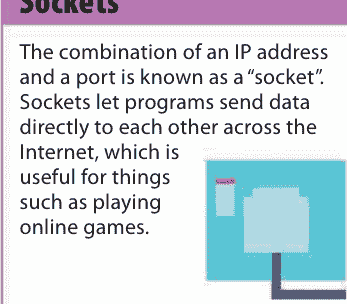 Sockets
The combination of an IP address
and a port is known as a “socket”.
Sockets let programs send data
directly to each other across the
Internet, which is
useful for things
such as playing
online games.